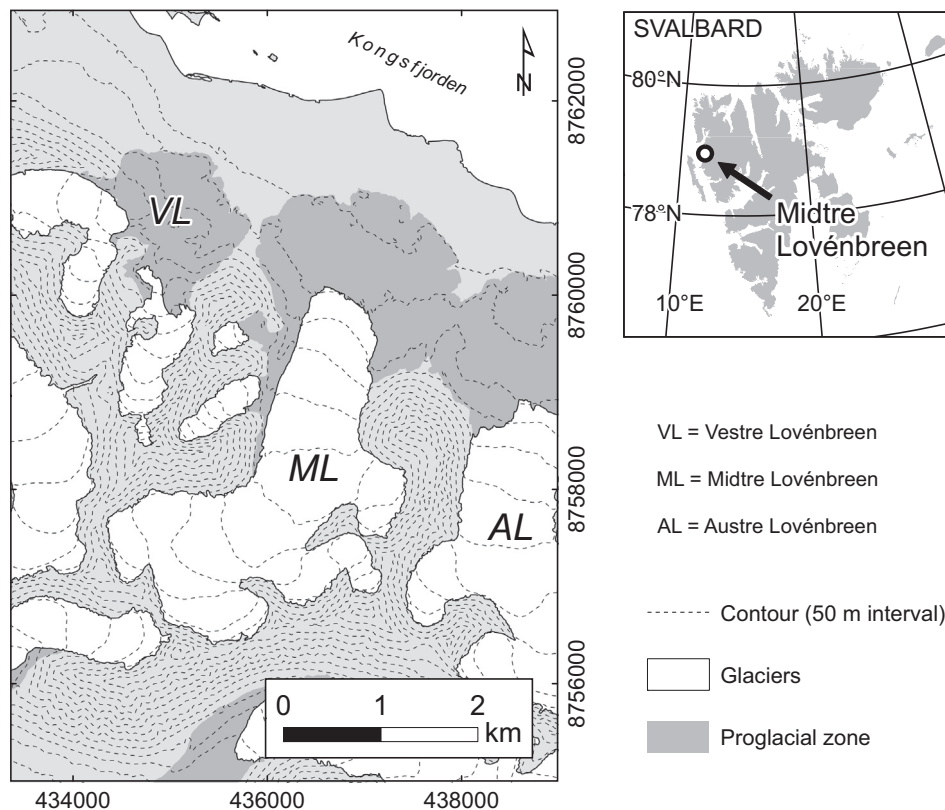 Kongsfjorden
N
VL
ML
AL
8762000
8760000
8758000
8756000
0 1 2
km
434000 436000 438000
SVALBARD
80°N
78°N
Midtre
Lovénbreen
10°E 20°E
VL = Vestre Lovénbreen
ML = Midtre Lovénbreen
AL = Austre Lovénbreen
Contour (50 m interval)
Glaciers
Proglacial zone